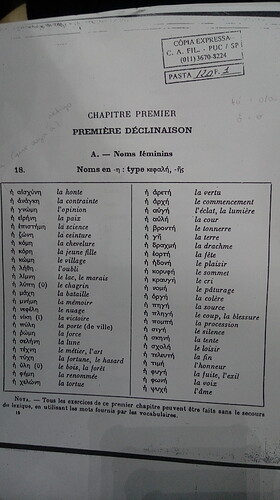 CÓPIA EXPRESSA
C. A. FIL. - PUC / SP
(011) 3670-8224
PASTA
CHAPITRE PREMIER
PREMIÈRE DÉCLINAISON
A. — Noms féminins
18. Noms en -η : type κεφαλή, -ῆς
ἡ αἰσχύνη la honte
ἡ ἀνάγκη la contrainte
ἡ γνώμη l'opinion
ἡ εἰρήνη la paix
ἡ ἐπιστήμη la science
ἡ ζώνη la ceinture
ἡ κόμη la chevelure
ἡ κόρη la jeune fille
ἡ κώμη le village
ἡ λήθη l'oubli
ἡ λίμνη le lac, le marais
ἡ λύπη (ῡ) le chagrin
ἡ μάχη la bataille
ἡ μνήμη la mémoire
ἡ νεφέλη le nuage
ἡ νίκη (ῑ) la victoire
ἡ πύλη la porte (de ville)
ἡ ῥώμη la force
ἡ σελήνη la lune
ἡ τέχνη le métier, l'art
ἡ τύχη la fortune, le hasard
ἡ ὕλη (ῡ) le bois, la forêt
ἡ φήμη la renommée
ἡ χελώνη la tortue
ἡ ἀρετή la vertu
ἡ ἀρχή le commencement
ἡ αὐγή l'éclat, la lumière
ἡ αὐλή la cour
ἡ βροντή le tonnerre
ἡ γῆ la terre
ἡ δραχμή la drachme
ἡ ἑορτή la fête
ἡ ἡδονή le plaisir
ἡ κορυφή le sommet
ἡ κραυγή le cri
ἡ νομή le pâturage
ἡ ὀργή la colère
ἡ πηγή la source
ἡ πληγή le coup, la blessure
ἡ πομπή la procession
ἡ σιγή le silence
ἡ σκηνή la tente
ἡ σχολή le loisir
ἡ τελευτή la fin
ἡ τιμή l'honneur
ἡ φυγή la fuite, l'exil
ἡ φωνή la voix
ἡ ψυχή l'âme
NOTA. — Tous les exercices de ce premier chapitre peuvent être faits sans le secours
du lexique, en utilisant les mots fournis par les vocabulaires.
18